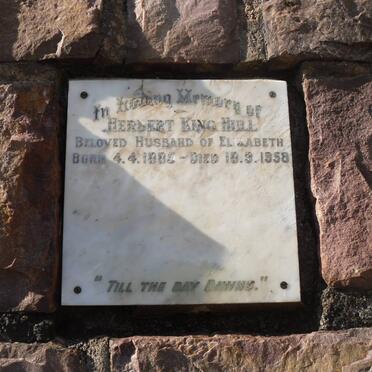 In Loving Memory of
Herbert King Hill
Beloved Husband of Elizabeth
Born 4.4.1885 - Died 19.9.1958
"Till the day dawns."